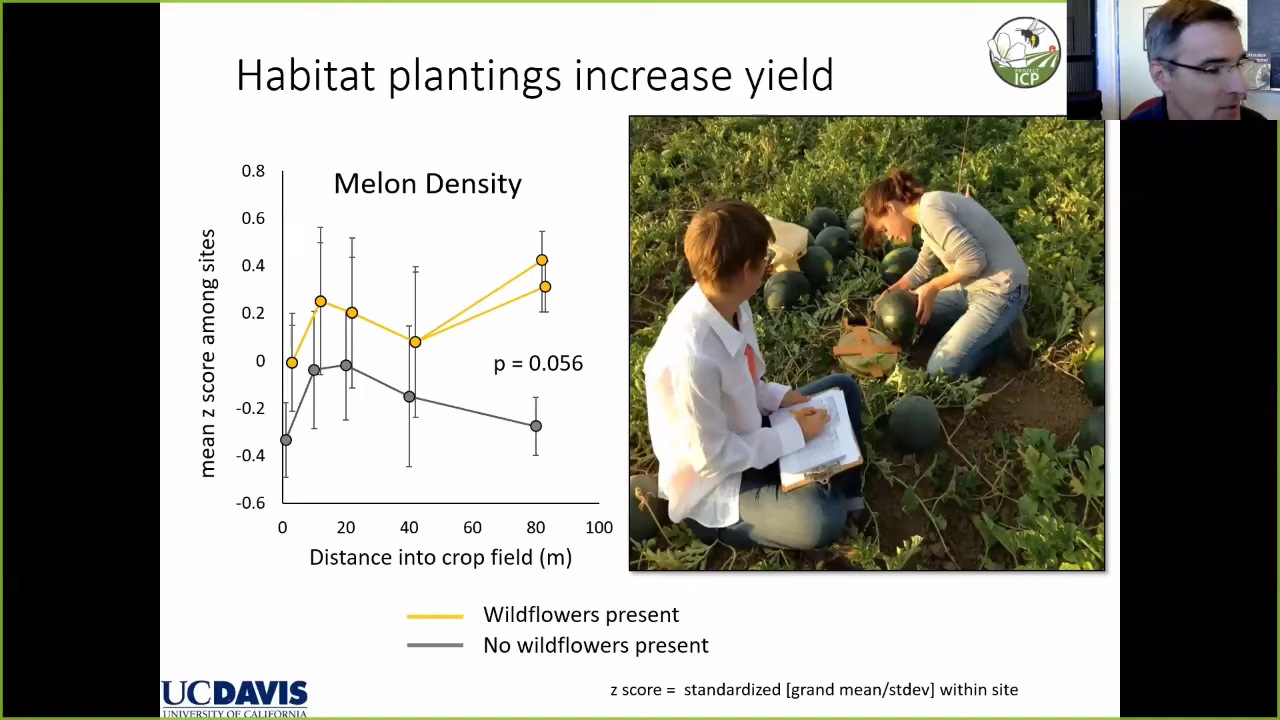 Habitat plantings increase yield
PROJECT
ICP
Melon Density
mean z score among sites
0.8
0.6
0.4
0.2
0
-0.2
-0.4
-0.6
p = 0.056
0 20 40 60 80 100
Distance into crop field (m)
Wildflowers present
No wildflowers present
UCDAVIS
UNIVERSITY OF CALIFORNIA
z score = standardized [grand mean/stdev] within site